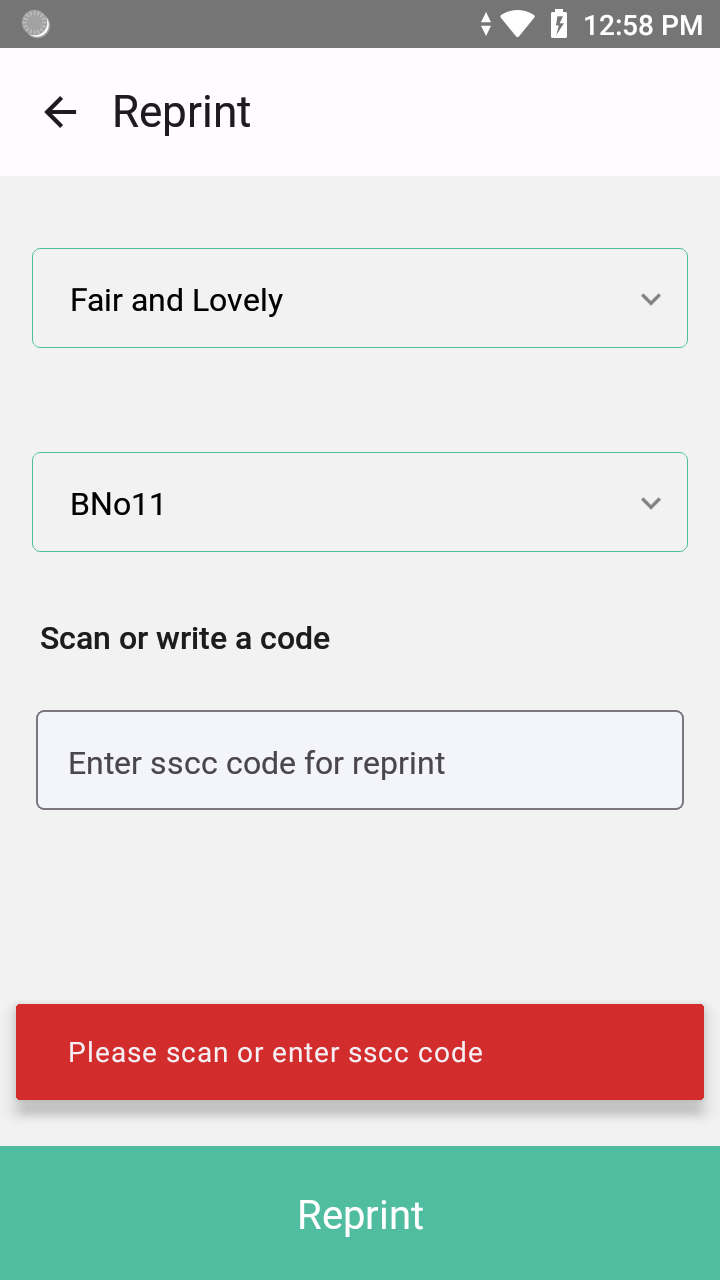 12:58 PM
Reprint
Fair and Lovely
BNo11
Scan or write a code
Enter sscc code for reprint
Please scan or enter sscc code
Reprint